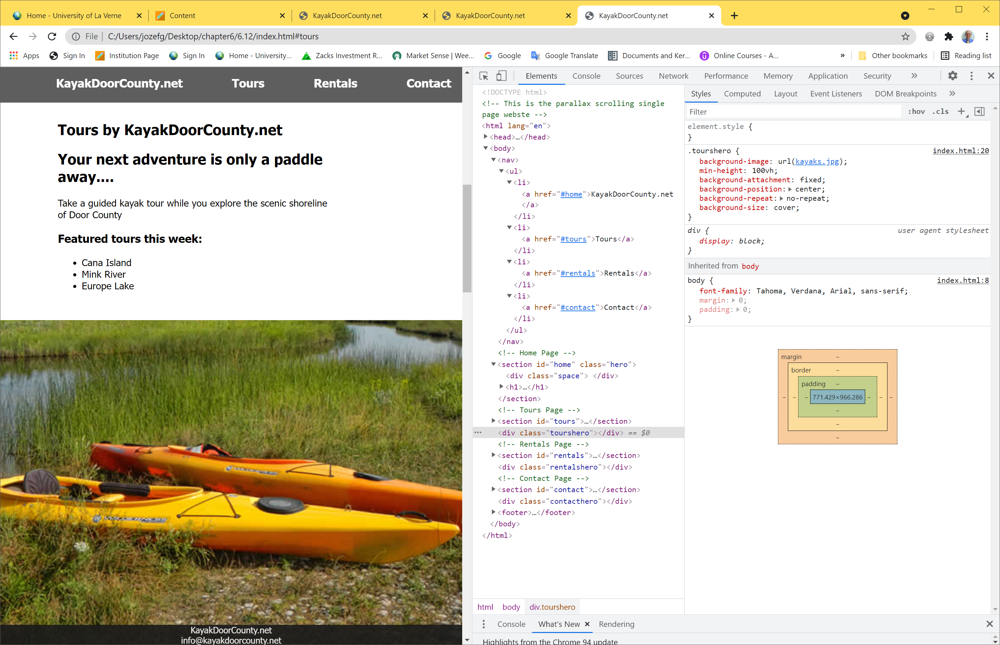 Home - University of La Verne
Content
KayakDoorCounty.net
KayakDoorCounty.net
KayakDoorCounty.net
File | C:/Users/jozefg/Desktop/chapter6/6.12/index.html#tours
Apps
Sign In
Institution Page
Sign In
Home - University...
Zacks Investment R...
Market Sense | Wee...
Google
Google Translate
Documents and Ker...
Online Courses - A...
»
Other bookmarks
Reading list
KayakDoorCounty.net Tours Rentals Contact
Tours by KayakDoorCounty.net
Your next adventure is only a paddle
away....
Take a guided kayak tour while you explore the scenic shoreline
of Door County
Featured tours this week:
• Cana Island
• Mink River
• Europe Lake
KayakDoorCounty.net
info@kayakdoorcounty.net
Elements Console Sources Network Performance Memory Application Security »
<!DOCTYPE html>
<!-- This is the parallax scrolling single
page webste -->
<html lang="en">
<head>…</head>
<body>
<nav>
<ul>
<li>
<a href="#home">KayakDoorCounty.net
</a>
</li>
<li>
<a href="#tours">Tours</a>
</li>
<li>
<a href="#rentals">Rentals</a>
</li>
<li>
<a href="#contact">Contact</a>
</li>
</ul>
</nav>
<!-- Home Page -->
<section id="home" class="hero">
<div class="space"> </div>
<h1>…</h1>
</section>
<!-- Tours Page -->
<section id="tours">…</section>
<div class="tourshero"></div> == $0
<!-- Rentals Page -->
<section id="rentals">…</section>
<div class="rentalshero"></div>
<!-- Contact Page -->
<section id="contact">…</section>
<div class="contacthero"></div>
<footer>…</footer>
</body>
</html>
html body div.tourshero
Styles Computed Layout Event Listeners DOM Breakpoints »
Filter :hov .cls +
element.style {
}
.tourshero { index.html:20
background-image: url(kayaks.jpg);
min-height: 100vh;
background-attachment: fixed;
background-position: center;
background-repeat: no-repeat;
background-size: cover;
}
div { user agent stylesheet
display: block;
}
Inherited from body
body { index.html:8
font-family: Tahoma, Verdana, Arial, sans-serif;
margin: 0;
padding: 0;
}
margin –
border –
padding –
– – – 771.429×966.286 – – –
–
–
–
Console What's New Rendering
Highlights from the Chrome 94 update